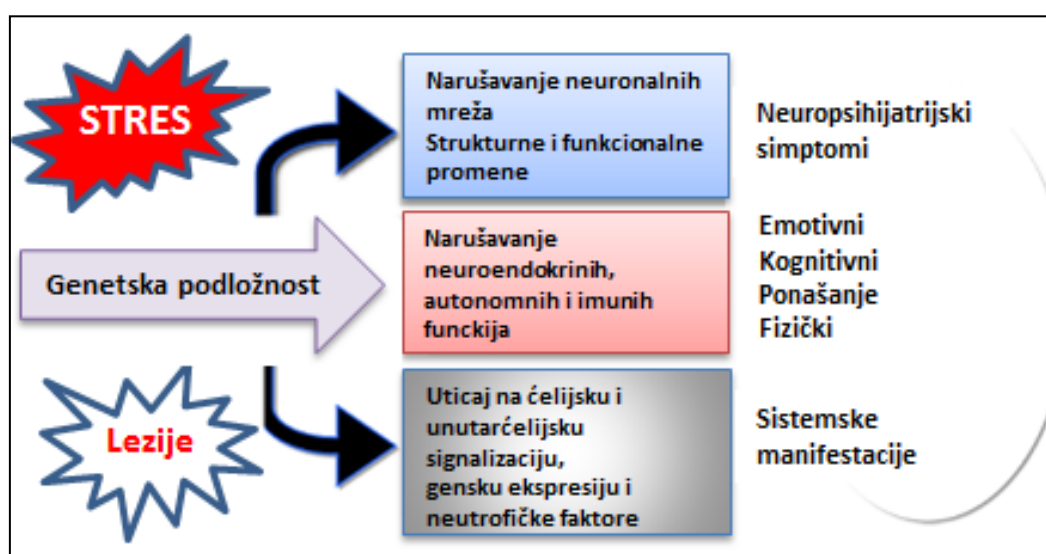 STRES
Genetska podložnost
Lezije
Narušavanje neuronalnih
mreža
Strukturne i funkcionalne
promene
Narušavanje
neuroendokrinih,
autonomnih i imunih
funckija
Uticaj na ćelijsku i
unutarćelijsku
signalizaciju,
gensku ekspresiju i
neutrofičke faktore
Neuropsihijatrijski
simptomi
Emotivni
Kognitivni
Ponašanje
Fizički
Sistemske
manifestacije